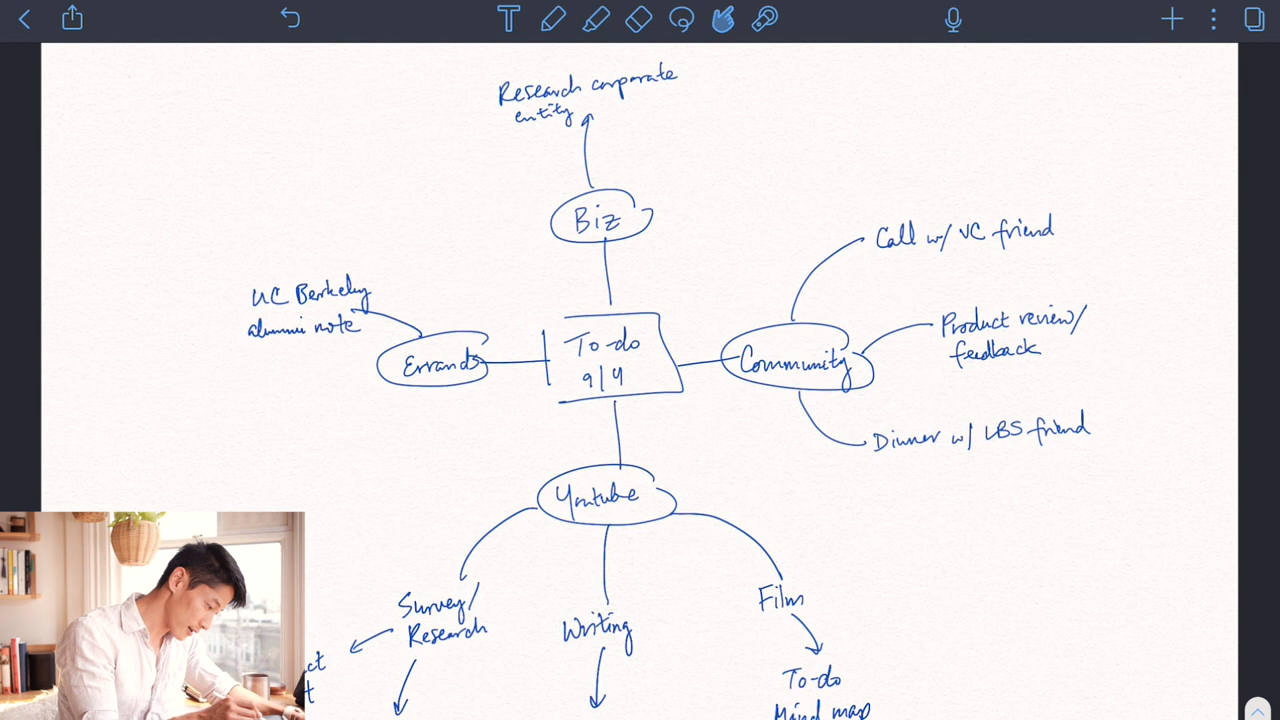 Research corporate
entity
Biz
Call w/ VC friend
UC Berkeley
alumni note
Product review/
feedback
To-do
9/4
Errands
Community
Dinner w/ LBS friend
Youtube
Survey/
Research
Writing
Film
ct
t
To-do
Mind map